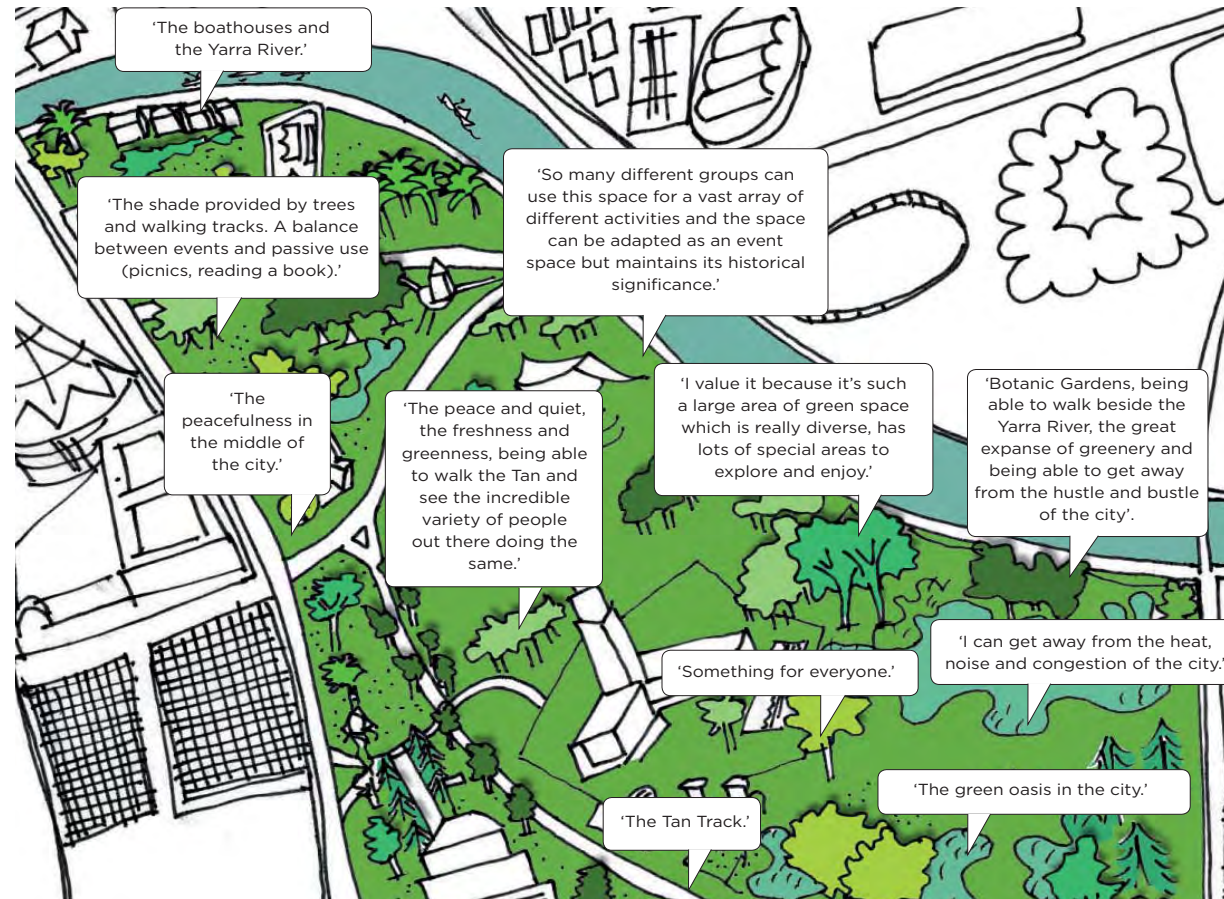 ‘The boathouses and
the Yarra River.’
‘The shade provided by trees
and walking tracks. A balance
between events and passive use
(picnics, reading a book).’
‘So many different groups can
use this space for a vast array of
different activities and the space
can be adapted as an event
space but maintains its historical
significance.’
‘The
peacefulness in
the middle of
the city.’
‘The peace and quiet,
the freshness and
greenness, being able
to walk the Tan and
see the incredible
variety of people
out there doing the
same.’
‘I value it because it’s such
a large area of green space
which is really diverse, has
lots of special areas to
explore and enjoy.’
‘Botanic Gardens, being
able to walk beside the
Yarra River, the great
expanse of greenery and
being able to get away
from the hustle and bustle
of the city’.
‘I can get away from the heat,
noise and congestion of the city.’
‘Something for everyone.’
‘The green oasis in the city.’
‘The Tan Track.’